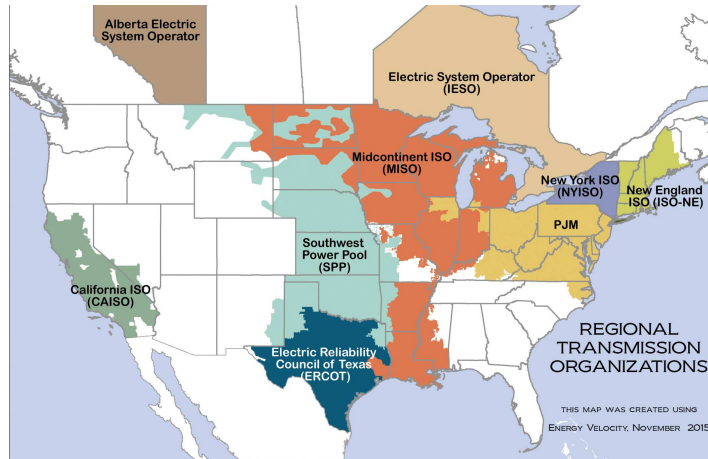 Alberta Electric
System Operator
Electric System Operator
(IESO)
Midcontinent ISO
(MISO)
New York ISO
(NYISO)
New England
ISO (ISO-NE)
PJM
Southwest
Power Pool
(SPP)
California ISO
(CAISO)
Electric Reliability
Council of Texas
(ERCOT)
REGIONAL
TRANSMISSION
ORGANIZATIONS
THIS MAP WAS CREATED USING
ENERGY VELOCITY, NOVEMBER 2015